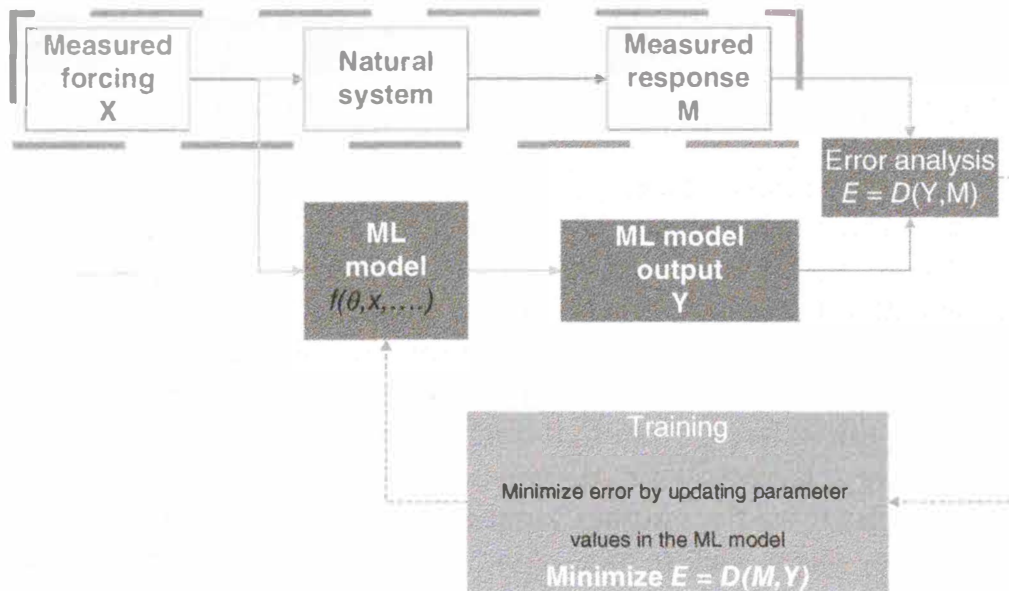 Measured
forcing
X
Natural
system
Measured
response
M
Error analysis
E = D(Y,M)
ML
model
f(θ,x,....)
ML model
output
Y
Training
Minimize error by updating parameter
values in the ML model
Minimize E = D(M,Y)